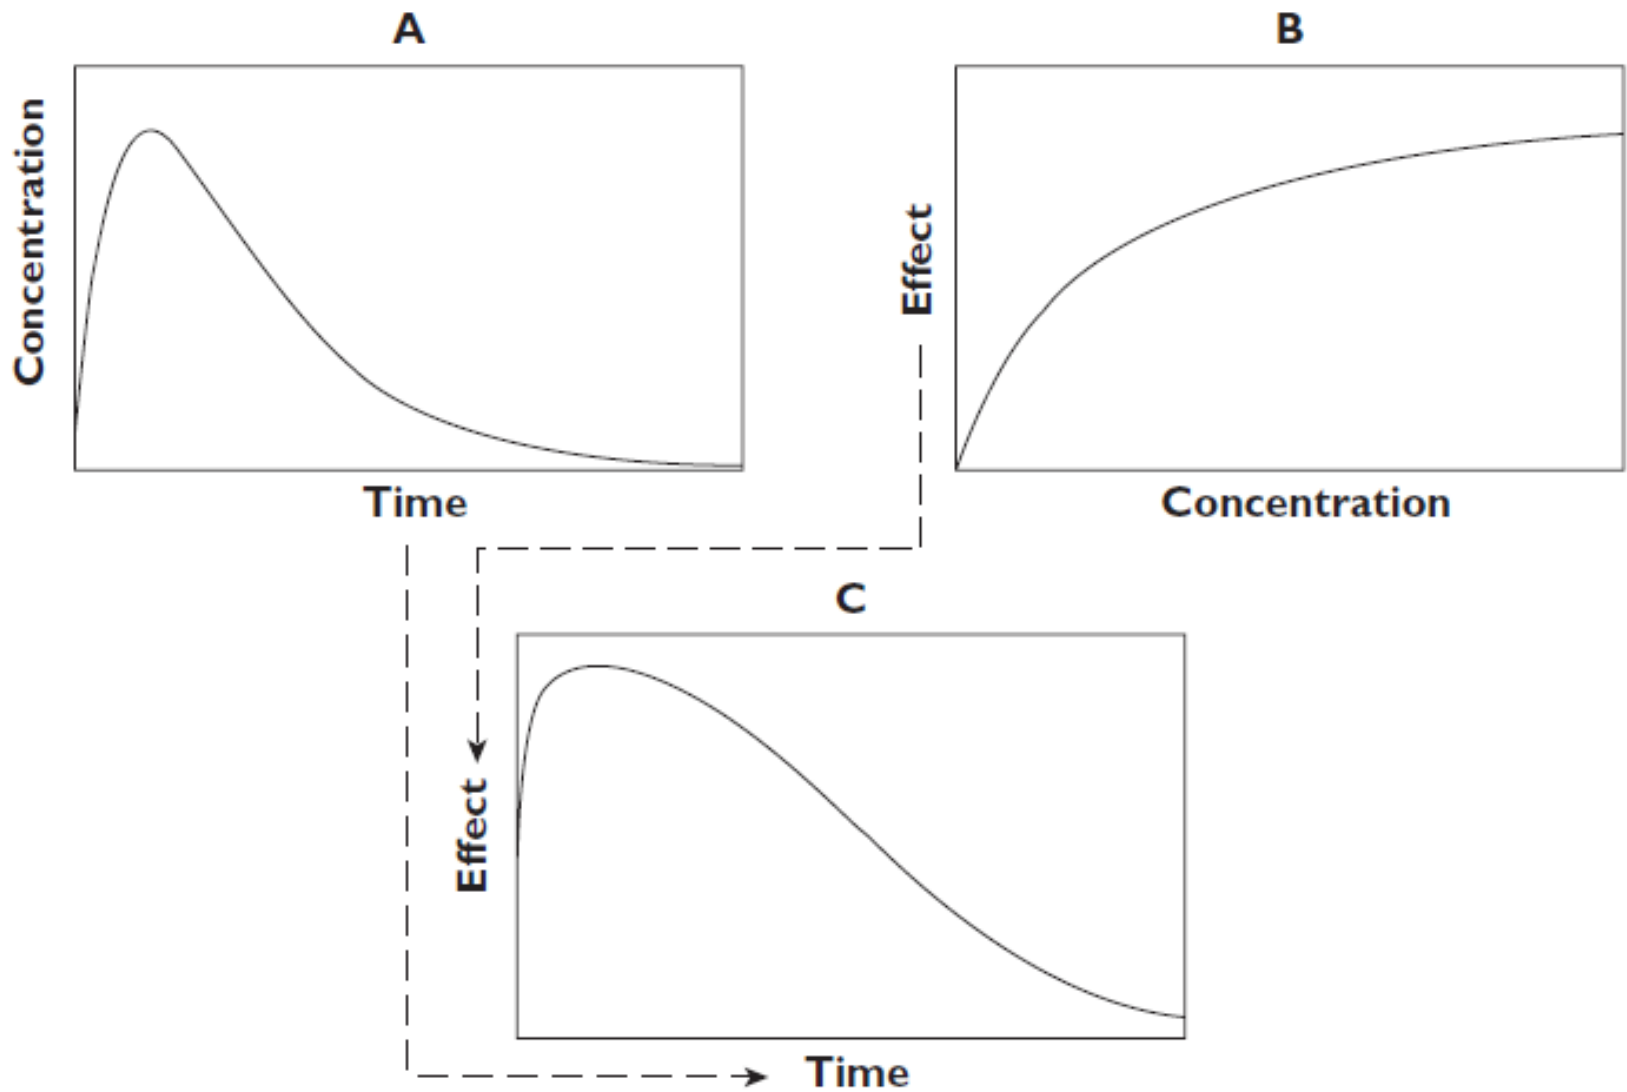 A
B
Concentration
Effect
Time
Concentration
C
Effect
Time